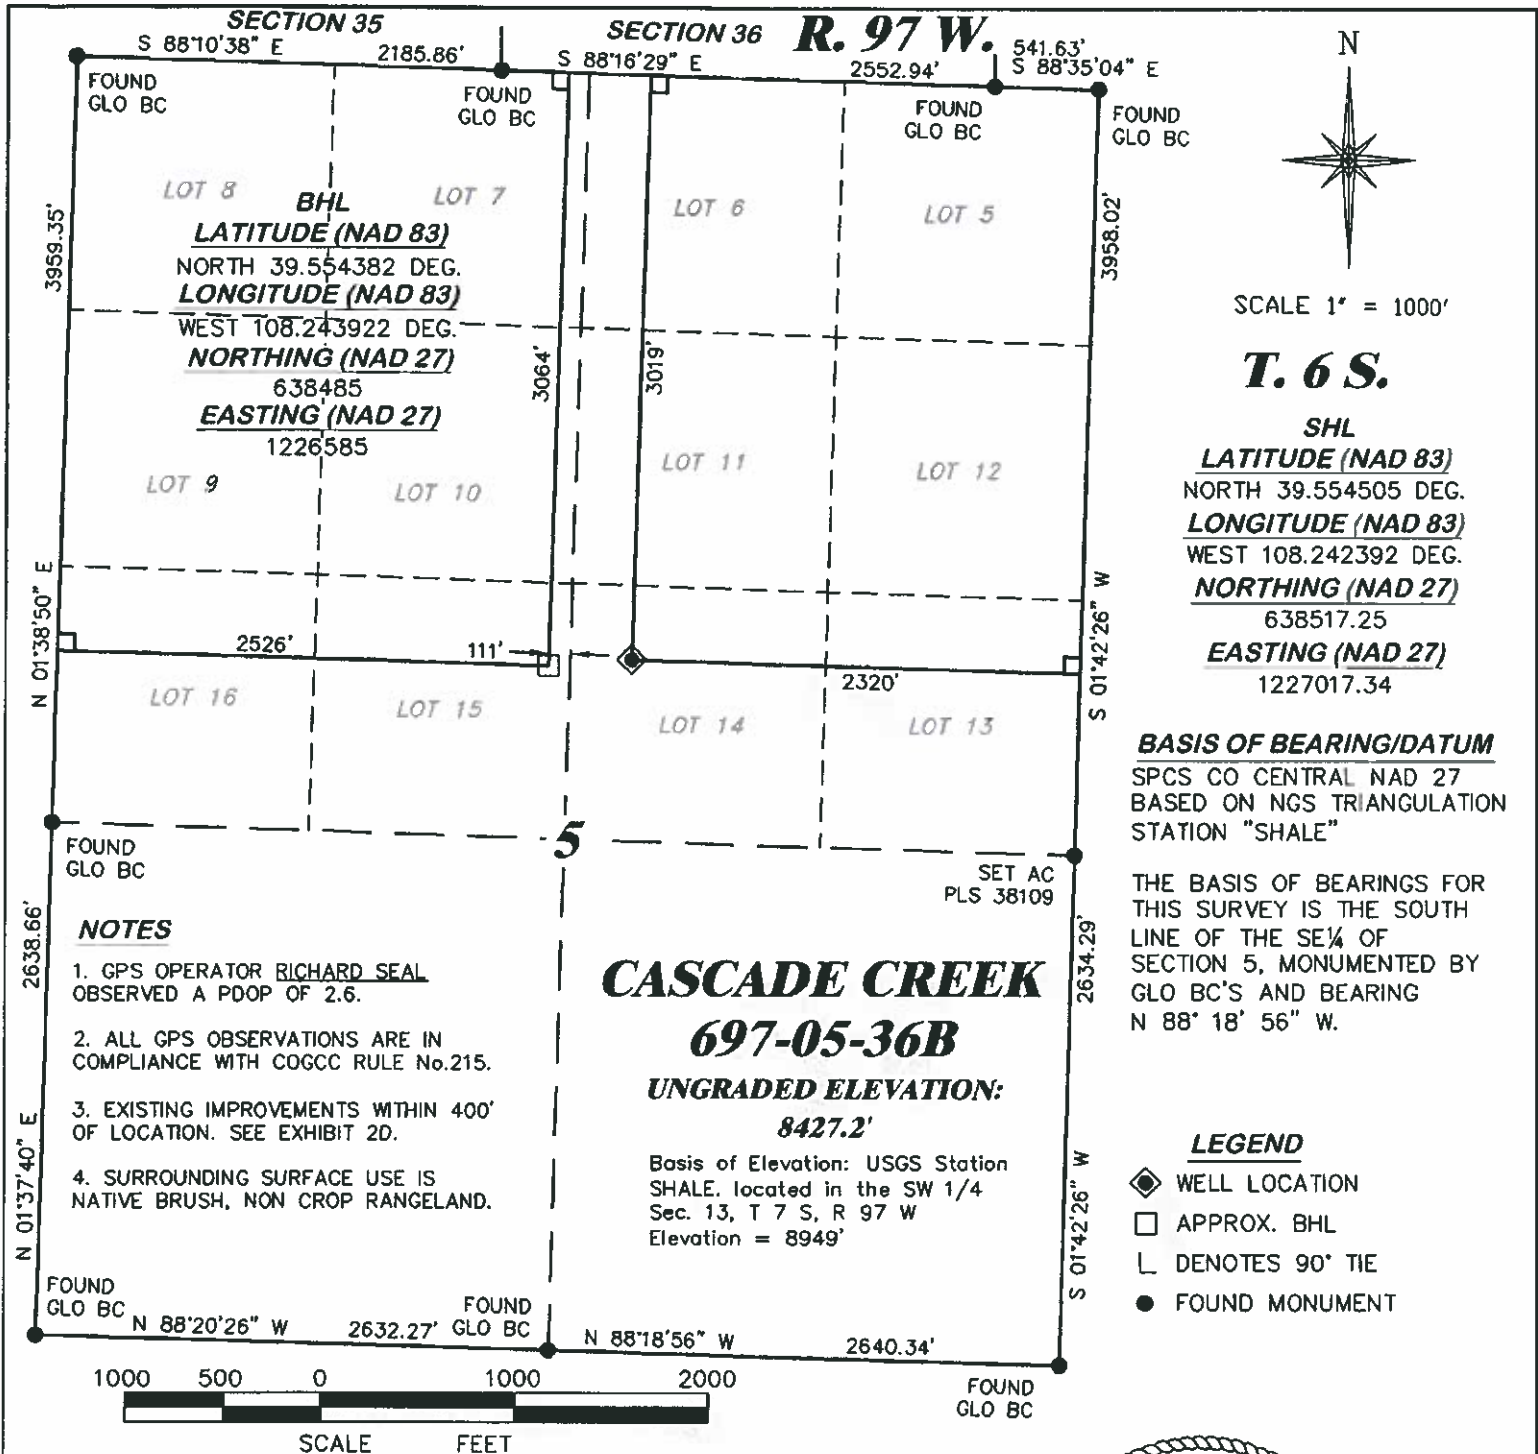 SECTION 35
SECTION 36
R. 97 W.
S 88°10'38" E
2185.86'
S 88°16'29" E
2552.94'
541.63'
S 88°35'04" E
N
FOUND
GLO BC
FOUND
GLO BC
FOUND
GLO BC
FOUND
GLO BC
LOT 8
LOT 7
LOT 6
LOT 5
3959.35'
3958.02'
BHL
LATITUDE (NAD 83)
NORTH 39.554382 DEG.
LONGITUDE (NAD 83)
WEST 108.243922 DEG.
NORTHING (NAD 27)
638485
EASTING (NAD 27)
1226585
3064'
3019'
SCALE 1" = 1000'
T. 6 S.
SHL
LATITUDE (NAD 83)
NORTH 39.554505 DEG.
LONGITUDE (NAD 83)
WEST 108.242392 DEG.
NORTHING (NAD 27)
638517.25
EASTING (NAD 27)
1227017.34
LOT 9
LOT 10
LOT 11
LOT 12
N 01°38'50" E
S 01°42'26" W
2526'
111'
2320'
LOT 16
LOT 15
LOT 14
LOT 13
BASIS OF BEARING/DATUM
SPCS CO CENTRAL NAD 27
BASED ON NGS TRIANGULATION
STATION "SHALE"
THE BASIS OF BEARINGS FOR
THIS SURVEY IS THE SOUTH
LINE OF THE SE¼ OF
SECTION 5, MONUMENTED BY
GLO BC'S AND BEARING
N 88° 18' 56" W.
5
FOUND
GLO BC
SET AC
PLS 38109
2638.66'
2634.29'
NOTES
1. GPS OPERATOR RICHARD SEAL
OBSERVED A PDOP OF 2.6.
2. ALL GPS OBSERVATIONS ARE IN
COMPLIANCE WITH COGCC RULE No.215.
3. EXISTING IMPROVEMENTS WITHIN 400'
OF LOCATION. SEE EXHIBIT 2D.
4. SURROUNDING SURFACE USE IS
NATIVE BRUSH, NON CROP RANGELAND.
CASCADE CREEK
697-05-36B
UNGRADED ELEVATION:
8427.2'
Basis of Elevation: USGS Station
SHALE. located in the SW 1/4
Sec. 13, T 7 S, R 97 W
Elevation = 8949'
LEGEND
WELL LOCATION
APPROX. BHL
DENOTES 90° TIE
FOUND MONUMENT
N 01°37'40" E
S 01°42'26" W
FOUND
GLO BC
N 88°20'26" W
2632.27'
FOUND
GLO BC
N 88°18'56" W
2640.34'
FOUND
GLO BC
1000 500 0 1000 2000
SCALE FEET